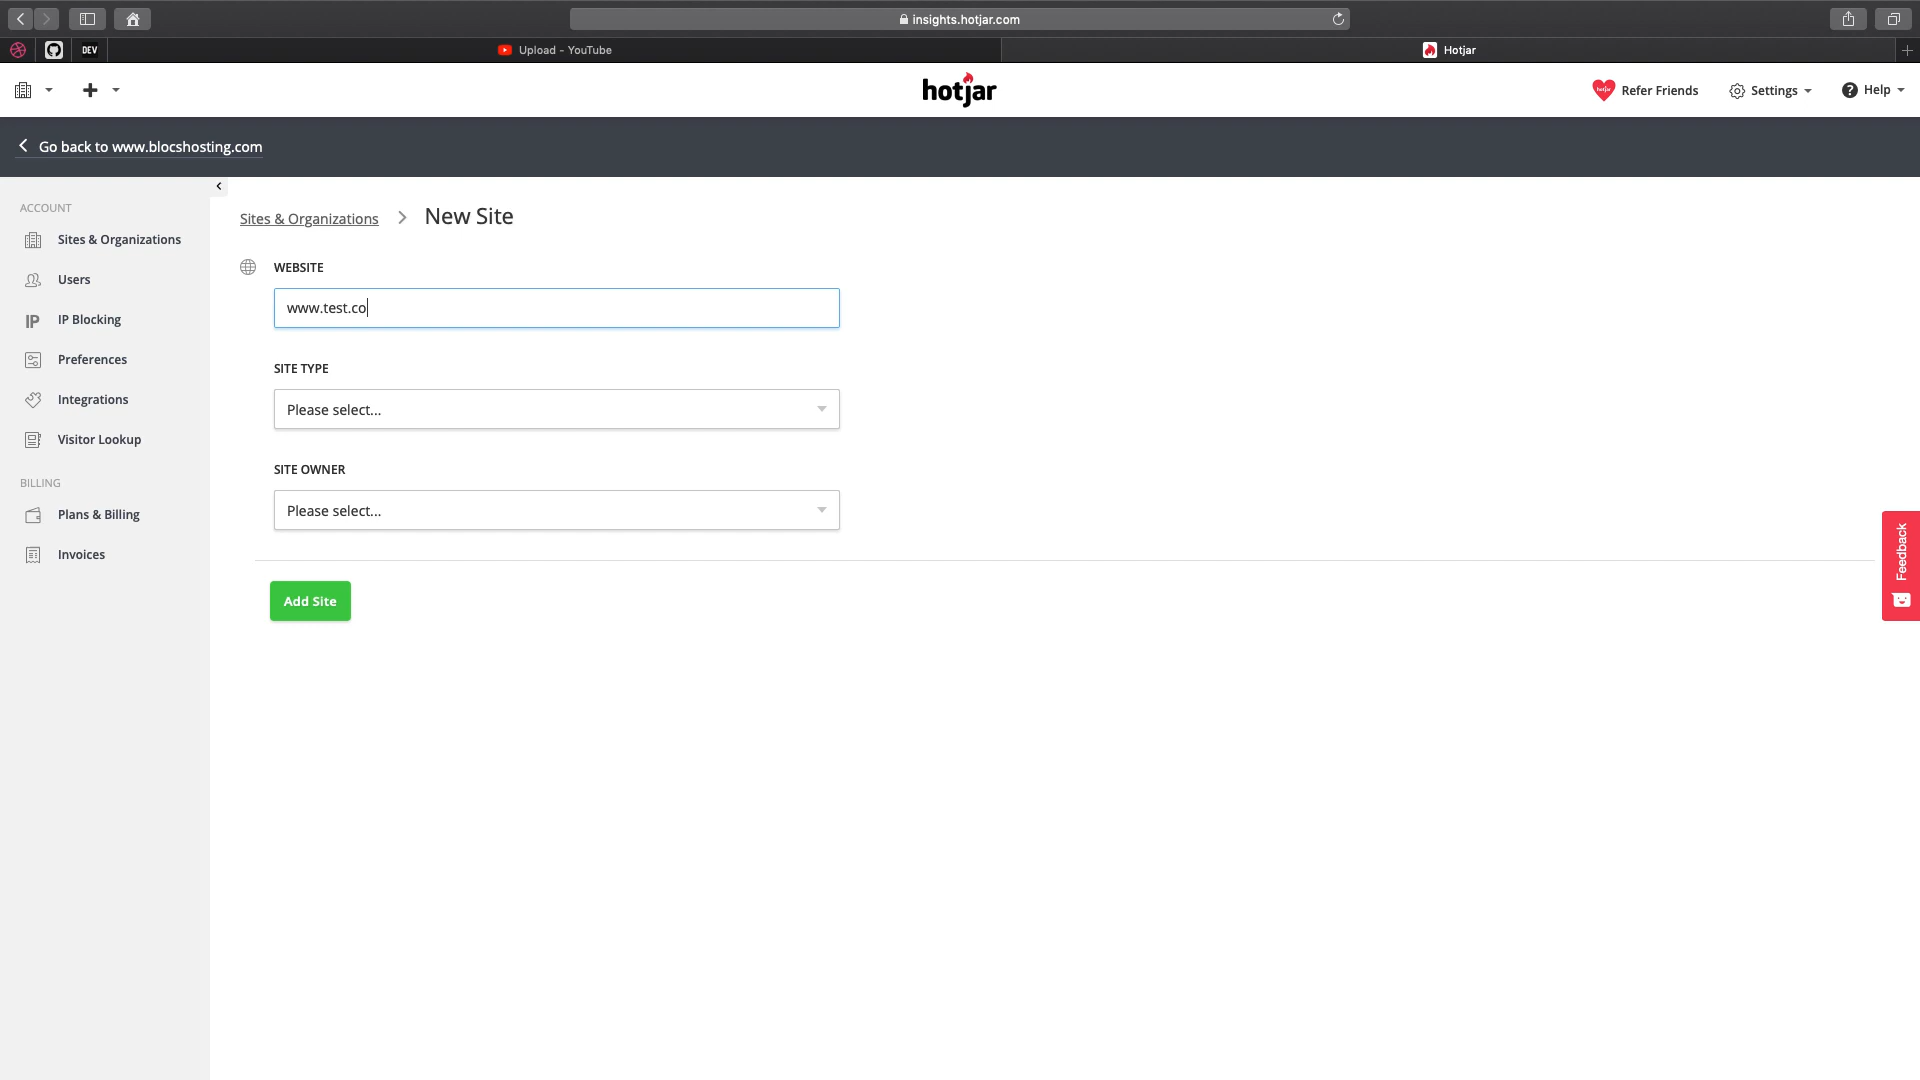 insights.hotjar.com
DEV
Upload - YouTube
Hotjar
hotjar
Refer Friends
Settings
? Help
Go back to www.blocshosting.com
ACCOUNT
Sites & Organizations
Users
IP IP Blocking
Preferences
Integrations
Visitor Lookup
BILLING
Plans & Billing
Invoices
Sites & Organizations > New Site
WEBSITE
www.test.co
SITE TYPE
Please select...
SITE OWNER
Please select...
Add Site
Feedback